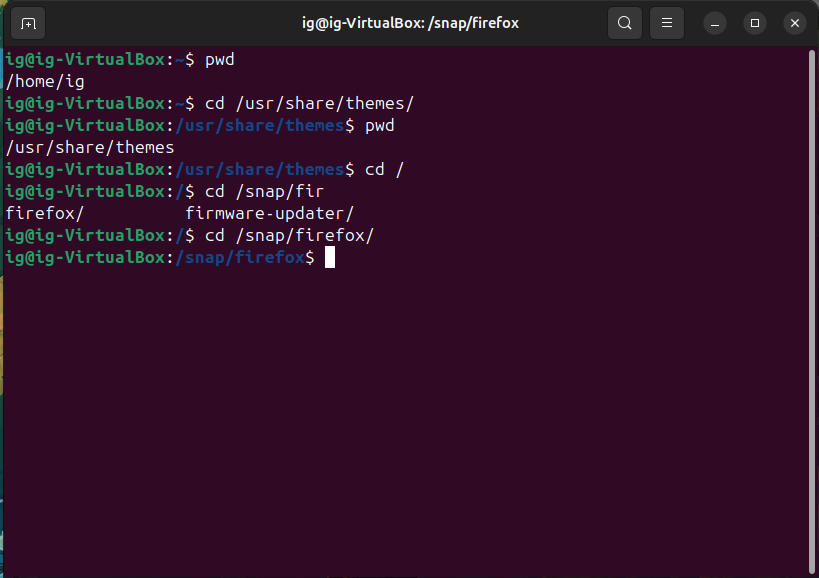 ig@ig-VirtualBox: /snap/firefox
ig@ig-VirtualBox:~$ pwd
/home/ig
ig@ig-VirtualBox:~$ cd /usr/share/themes/
ig@ig-VirtualBox:/usr/share/themes$ pwd
/usr/share/themes
ig@ig-VirtualBox:/usr/share/themes$ cd /
ig@ig-VirtualBox:/$ cd /snap/fir
firefox/          firmware-updater/
ig@ig-VirtualBox:/$ cd /snap/firefox/
ig@ig-VirtualBox:/snap/firefox$